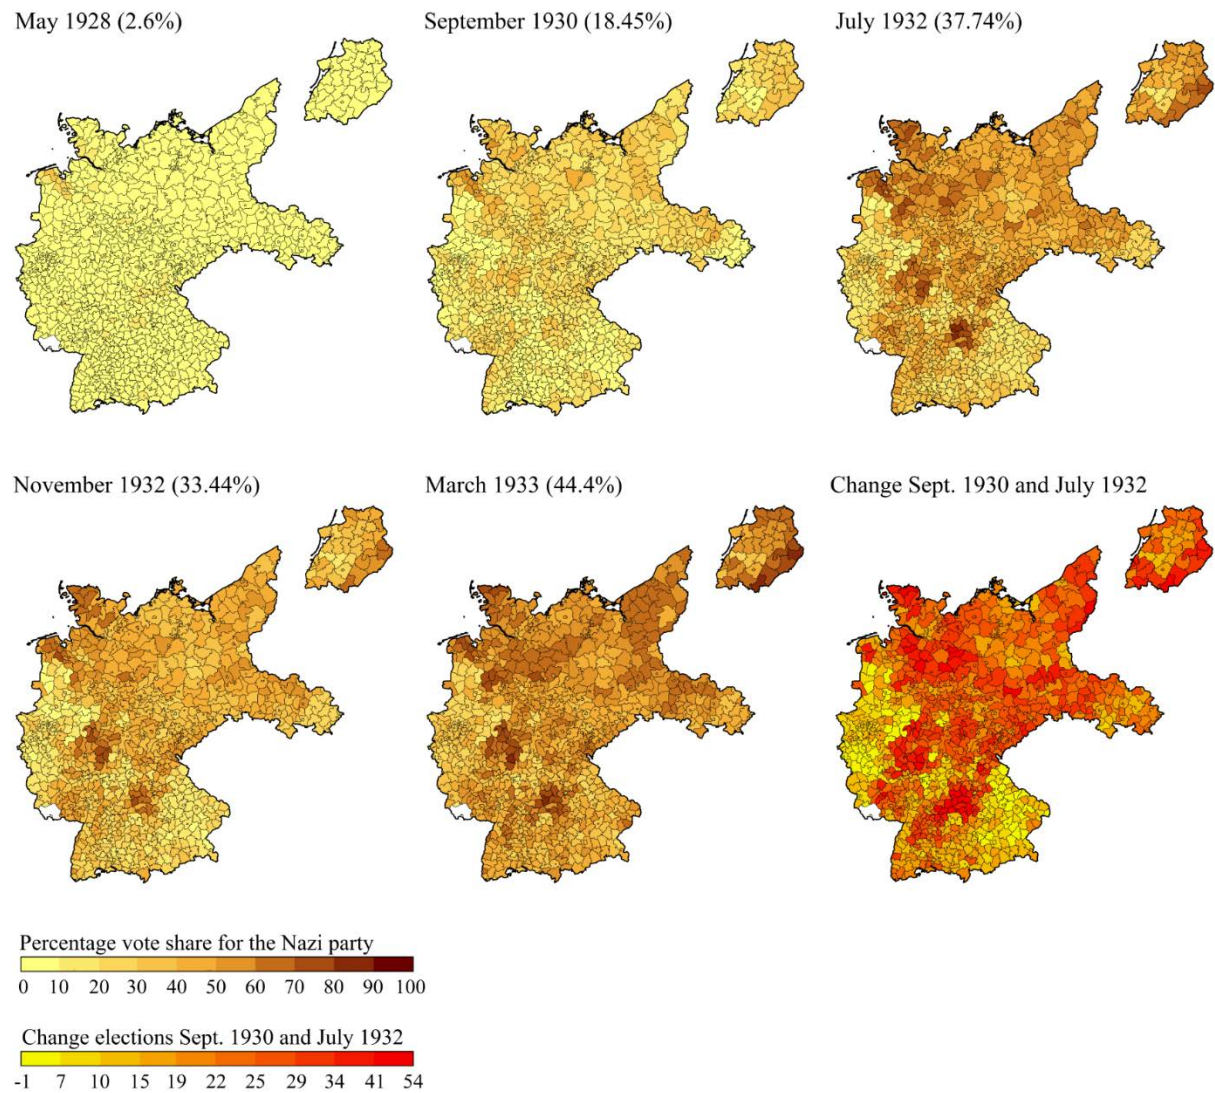 May 1928 (2.6%)
September 1930 (18.45%)
July 1932 (37.74%)
November 1932 (33.44%)
March 1933 (44.4%)
Change Sept. 1930 and July 1932
Percentage vote share for the Nazi party
0 10 20 30 40 50 60 70 80 90 100
Change elections Sept. 1930 and July 1932
-1 7 10 15 19 22 25 29 34 41 54